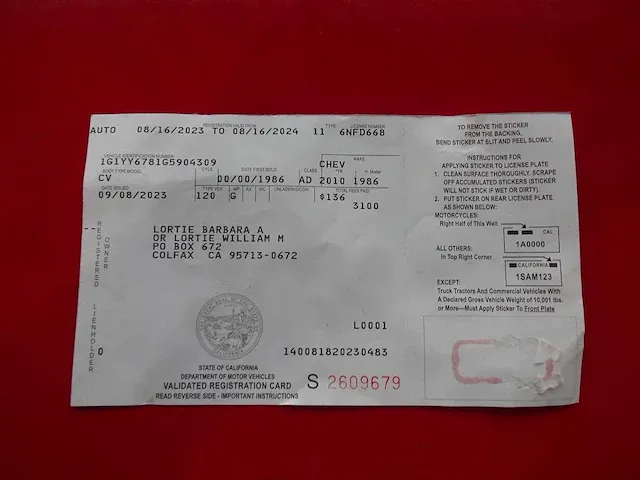 REGISTRATION VALID FROM
TYPE LICENSE NUMBER
AUTO 08/16/2023 TO 08/16/2024 11 6NFD668
VEHICLE IDENTIFICATION NUMBER MAKE
1G1YY6781G5904309 CHEV
BODY TYPE MODEL CYLS. DATE FIRST SOLD CLASS YR YI Model
CV 00/00/1986 AD 2010 1986
DATE ISSUED TYPE VEH MP AX WC UNLADEN/G/CGW TOTAL FEES PAID
09/08/2023 120 G $136
3100
REGISTERED OWNER
LORTIE BARBARA A
OR LORTIE WILLIAM M
PO BOX 672
COLFAX CA 95713-0672
LIENHOLDER
L0001
0 14008182023 0483
STATE OF CALIFORNIA
DEPARTMENT OF MOTOR VEHICLES
VALIDATED REGISTRATION CARD S 2609679
READ REVERSE SIDE - IMPORTANT INSTRUCTIONS
TO REMOVE THE STICKER
FROM THE BACKING,
BEND STICKER AT SLIT AND PEEL SLOWLY.
INSTRUCTIONS FOR
APPLYING STICKER TO LICENSE PLATE
1. CLEAN SURFACE THOROUGHLY. SCRAPE
OFF ACCUMULATED STICKERS (STICKER
WILL NOT STICK IF WET OR DIRTY).
2. PUT STICKER ON REAR LICENSE PLATE
AS SHOWN BELOW:
MOTORCYCLES:
Right Half of This Well
CAL
1A0000
ALL OTHERS:
In Top Right Corner
CALIFORNIA
1SAM123
EXCEPT:
Truck Tractors And Commercial Vehicles With
A Declared Gross Vehicle Weight of 10,001 lbs.
or More—Must Apply Sticker To Front Plate